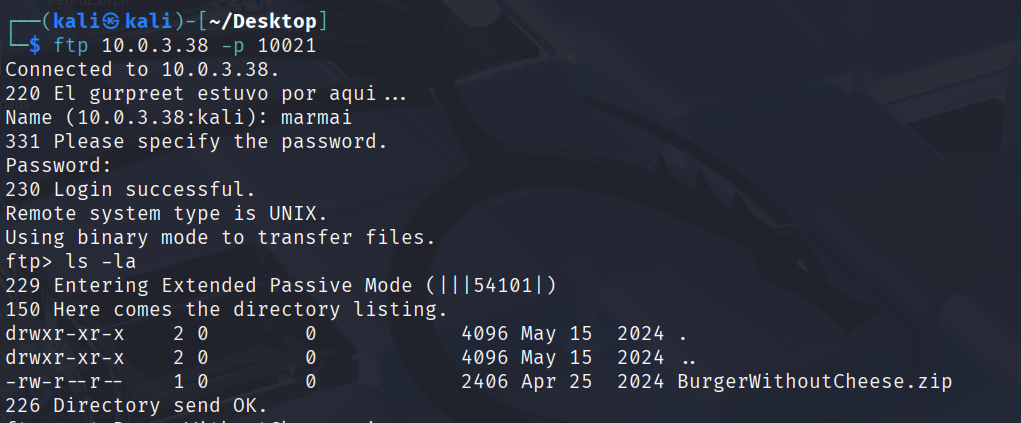 ┌──(kali㉿kali)-[~/Desktop]
└─$ ftp 10.0.3.38 -p 10021
Connected to 10.0.3.38.
220 El gurpreet estuvo por aqui...
Name (10.0.3.38:kali): marmai
331 Please specify the password.
Password:
230 Login successful.
Remote system type is UNIX.
Using binary mode to transfer files.
ftp> ls -la
229 Entering Extended Passive Mode (|||54101|)
150 Here comes the directory listing.
drwxr-xr-x    2 0        0            4096 May 15  2024 .
drwxr-xr-x    2 0        0            4096 May 15  2024 ..
-rw-r--r--    1 0        0            2406 Apr 25  2024 BurgerWithoutCheese.zip
226 Directory send OK.